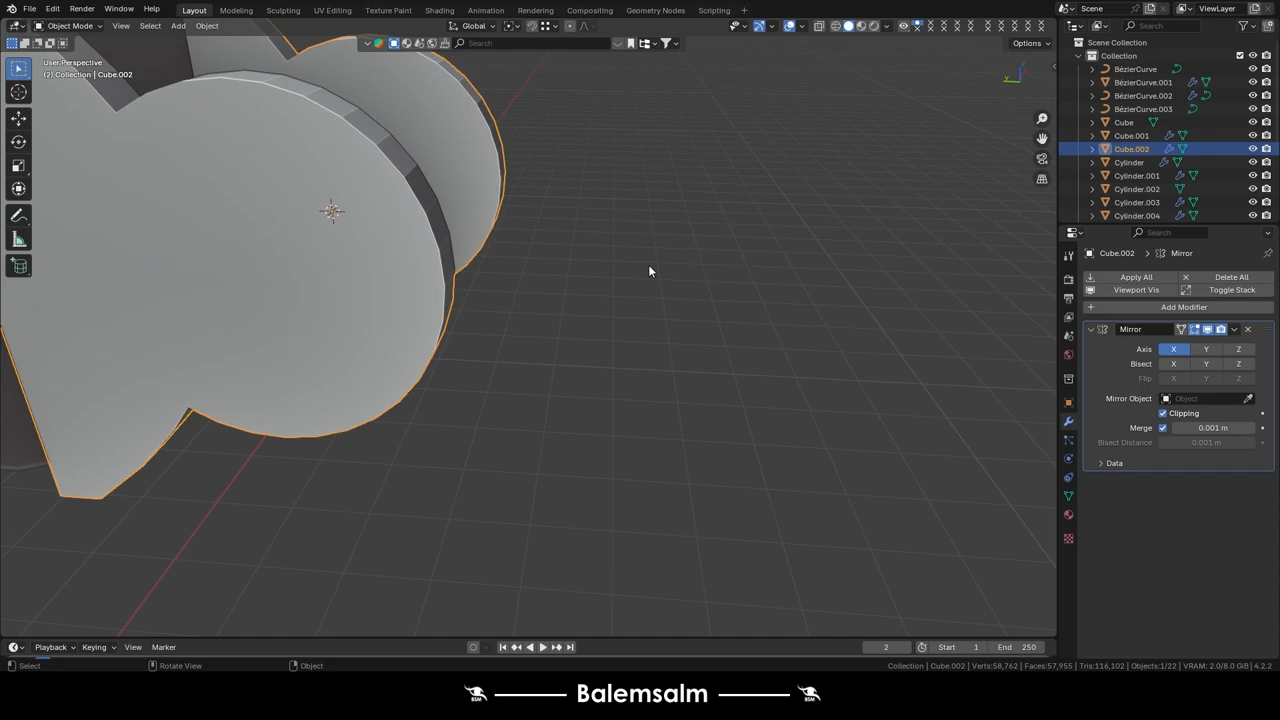 File Edit Render Window Help Layout Modeling Sculpting UV Editing Texture Paint Shading Animation Rendering Compositing Geometry Nodes Scripting Scene ViewLayer
Object Mode View Select Add Object Global Search
Search Options
User Perspective
(2) Collection | Cube.002
Z
Y
Scene Collection
Collection
BézierCurve
BézierCurve.001
BézierCurve.002
BézierCurve.003
Cube
Cube.001
Cube.002
Cylinder
Cylinder.001
Cylinder.002
Cylinder.003
Cylinder.004
Search
Cube.002 Mirror
Apply All Delete All
Viewport Vis Toggle Stack
Add Modifier
Mirror
Axis X Y Z
Bisect X Y Z
Flip X Y Z
Mirror Object Object
Clipping
Merge 0.001 m
Bisect Distance 0.001 m
Data
Playback Keying View Marker 2 Start 1 End 250
Select Rotate View Object Collection | Cube.002 | Verts:58,762 | Faces:57,955 | Tris:116,102 | Objects:1/22 | VRAM: 2.0/8.0 GiB | 4.2.2
BSM Balemsalm BSM